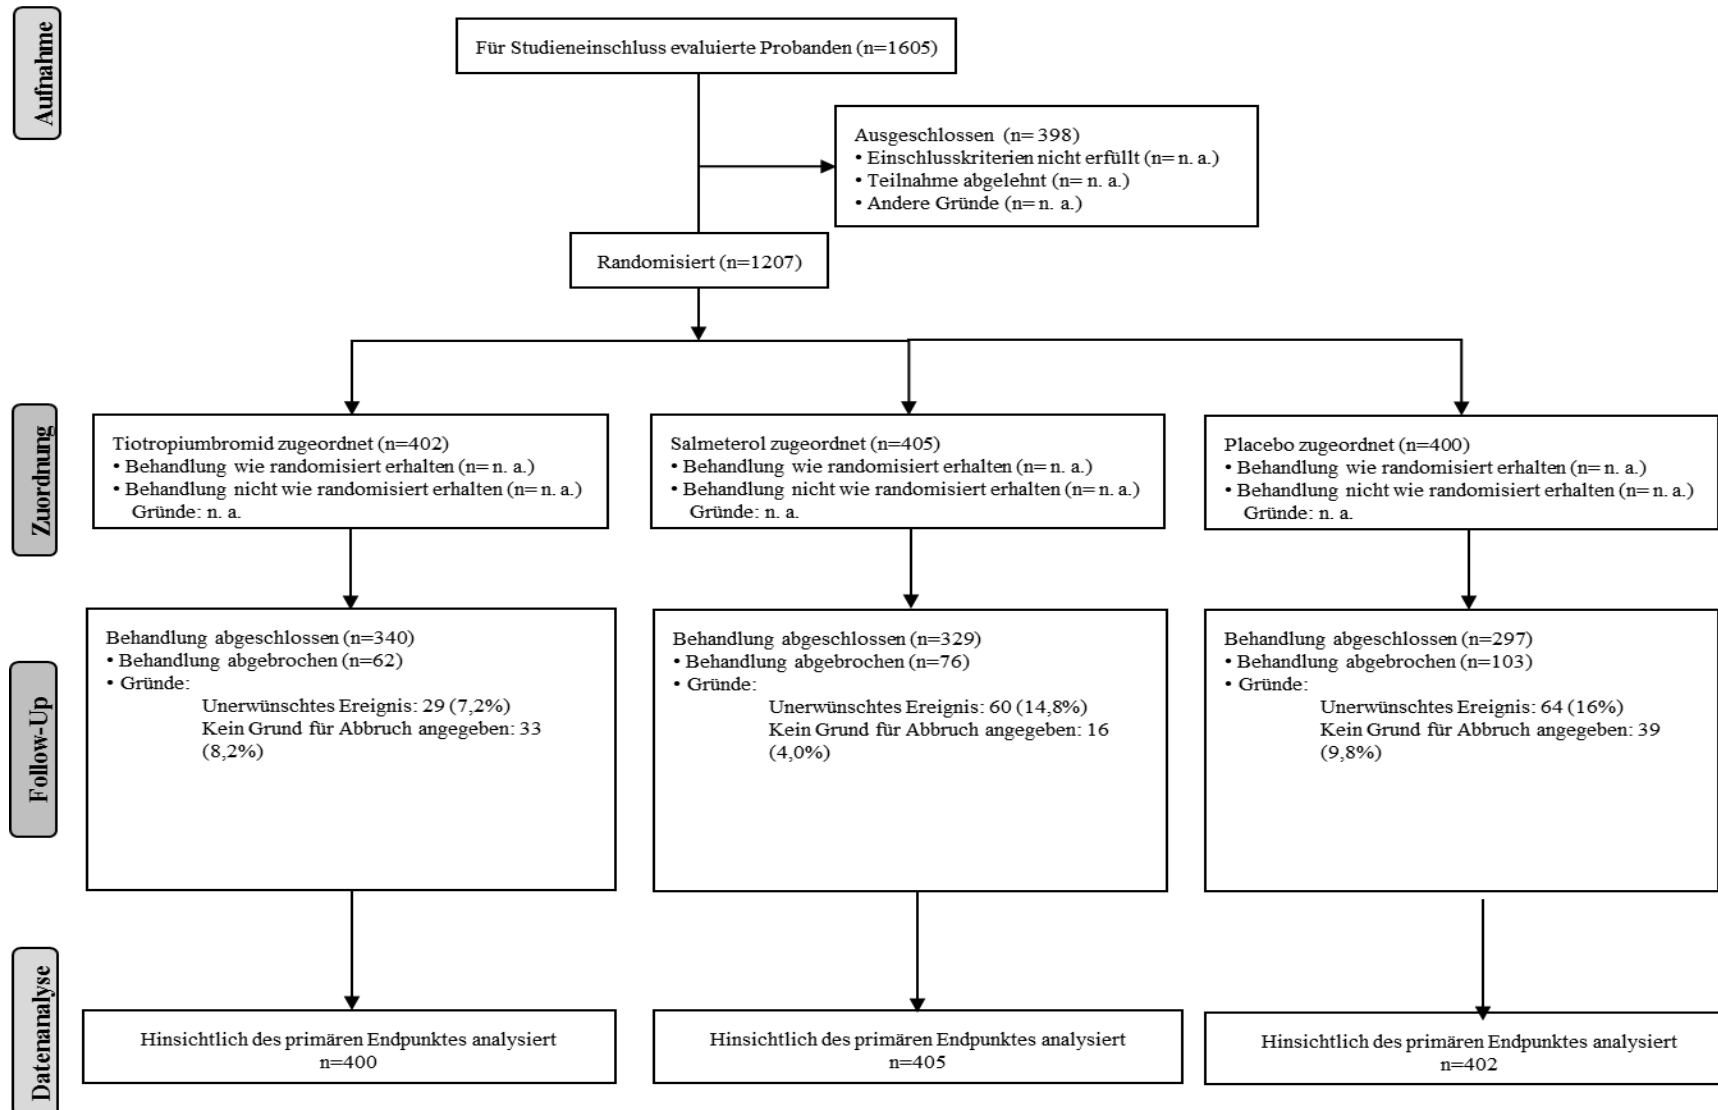 Aufnahme
Für Studieneinschluss evaluierte Probanden (n=1605)
Ausgeschlossen (n= 398)
• Einschlusskriterien nicht erfüllt (n= n. a.)
• Teilnahme abgelehnt (n= n. a.)
• Andere Gründe (n= n. a.)
Randomisiert (n=1207)
Zuordnung
Tiotropiumbromid zugeordnet (n=402)
• Behandlung wie randomisiert erhalten (n= n. a.)
• Behandlung nicht wie randomisiert erhalten (n= n. a.)
Gründe: n. a.
Salmeterol zugeordnet (n=405)
• Behandlung wie randomisiert erhalten (n= n. a.)
• Behandlung nicht wie randomisiert erhalten (n= n. a.)
Gründe: n. a.
Placebo zugeordnet (n=400)
• Behandlung wie randomisiert erhalten (n= n. a.)
• Behandlung nicht wie randomisiert erhalten (n= n. a.)
Gründe: n. a.
Follow-Up
Behandlung abgeschlossen (n=340)
• Behandlung abgebrochen (n=62)
• Gründe:
Unerwünschtes Ereignis: 29 (7,2%)
Kein Grund für Abbruch angegeben: 33
(8,2%)
Behandlung abgeschlossen (n=329)
• Behandlung abgebrochen (n=76)
• Gründe:
Unerwünschtes Ereignis: 60 (14,8%)
Kein Grund für Abbruch angegeben: 16
(4,0%)
Behandlung abgeschlossen (n=297)
• Behandlung abgebrochen (n=103)
• Gründe:
Unerwünschtes Ereignis: 64 (16%)
Kein Grund für Abbruch angegeben: 39
(9,8%)
Datenanalyse
Hinsichtlich des primären Endpunktes analysiert
n=400
Hinsichtlich des primären Endpunktes analysiert
n=405
Hinsichtlich des primären Endpunktes analysiert
n=402